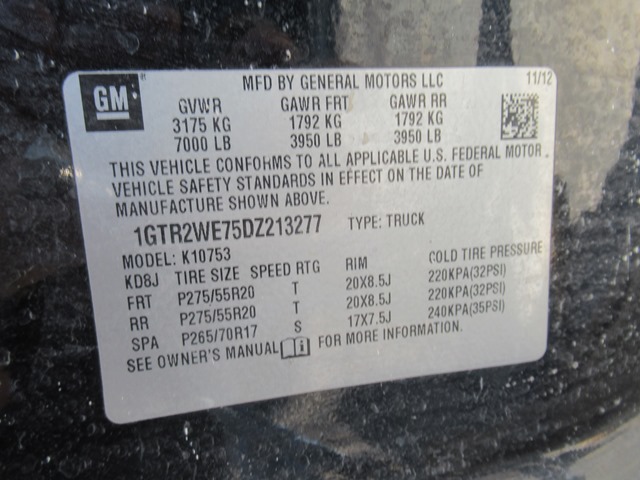 GM
MFD BY GENERAL MOTORS LLC 11/12
GVWR GAWR FRT GAWR RR
3175 KG 1792 KG 1792 KG
7000 LB 3950 LB 3950 LB
THIS VEHICLE CONFORMS TO ALL APPLICABLE U.S. FEDERAL MOTOR
VEHICLE SAFETY STANDARDS IN EFFECT ON THE DATE OF
MANUFACTURE SHOWN ABOVE.
1GTR2WE75DZ213277 TYPE: TRUCK
MODEL: K10753
KD8J TIRE SIZE SPEED RTG RIM COLD TIRE PRESSURE
FRT P275/55R20 T 20X8.5J 220KPA(32PSI)
RR P275/55R20 T 20X8.5J 220KPA(32PSI)
SPA P265/70R17 S 17X7.5J 240KPA(35PSI)
SEE OWNER'S MANUAL FOR MORE INFORMATION.